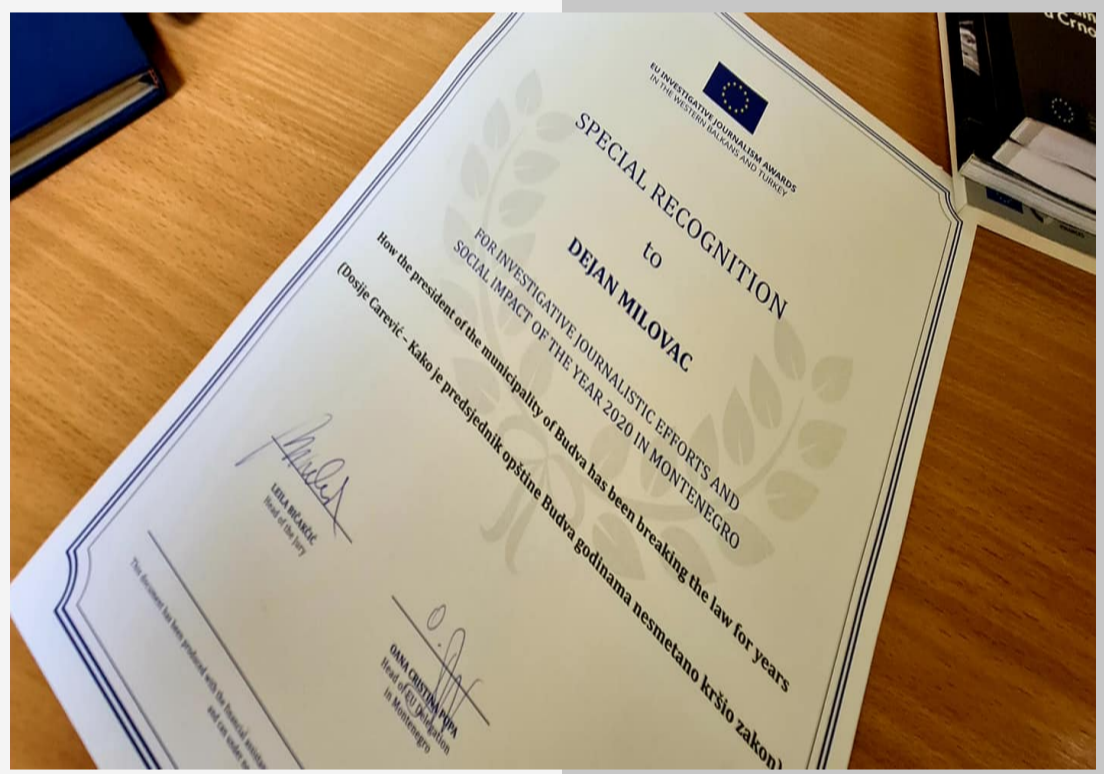 EU INVESTIGATIVE JOURNALISM AWARDS
IN THE WESTERN BALKANS AND TURKEY
SPECIAL RECOGNITION
to
DEJAN MILOVAC
FOR INVESTIGATIVE JOURNALISTIC EFFORTS AND
SOCIAL IMPACT OF THE YEAR 2020 IN MONTENEGRO
How the president of the municipality of Budva has been breaking the law for years
(Dosije Carević – Kako je predsjednik opštine Budva godinama nesmetano kršio zakon)
LEILA BIČAKČIĆ
Head of the Jury
OANA CRISTINA POPA
Head of EU Delegation
in Montenegro
This document has been produced with the financial
and can under